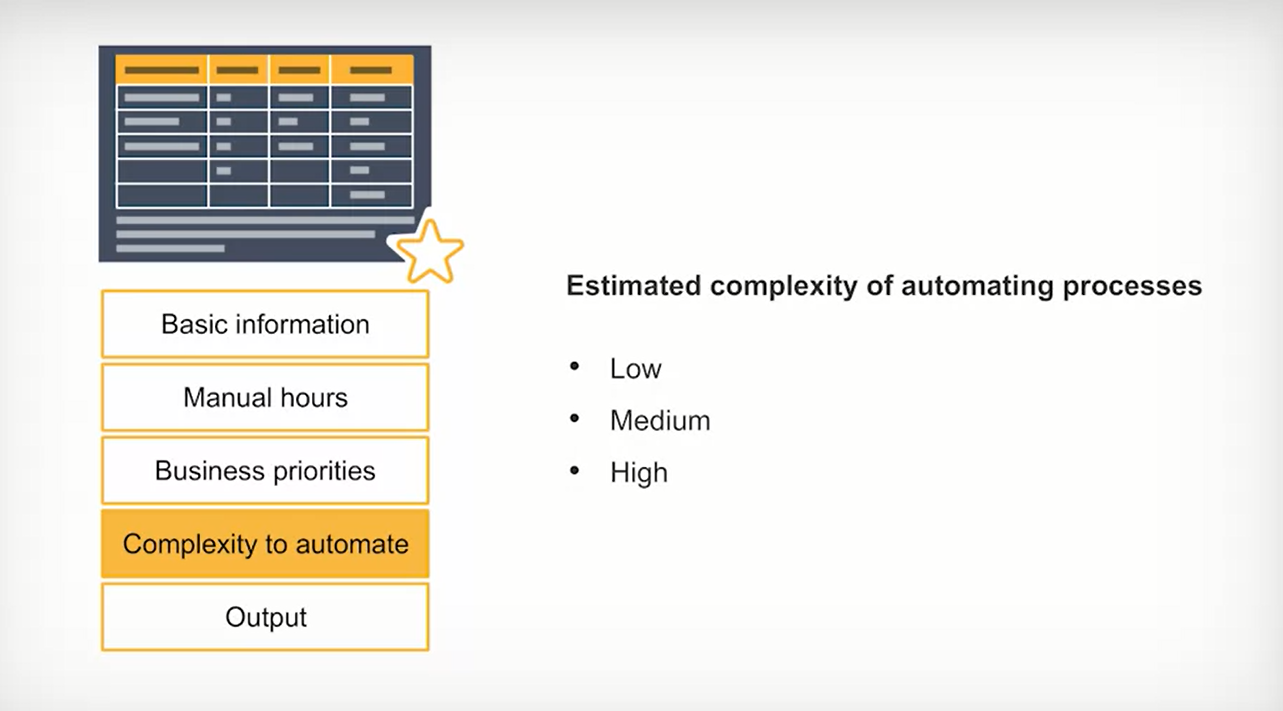 Basic information
Manual hours
Business priorities
Complexity to automate
Output
Estimated complexity of automating processes
• Low
• Medium
• High